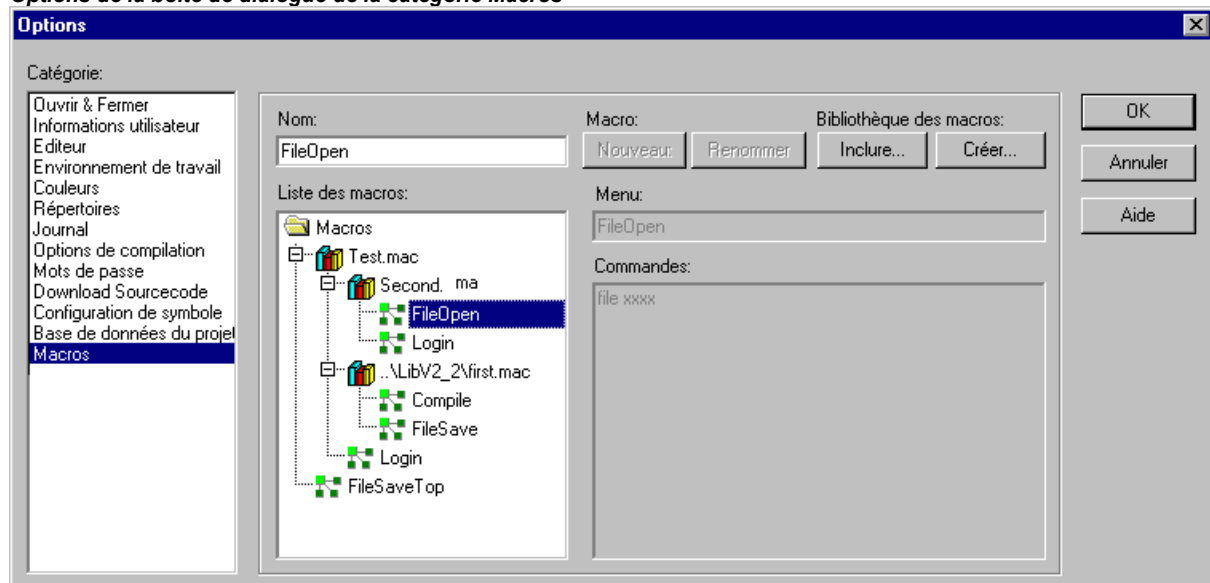 Options de la boîte de dialogue de la catégorie Macros
Options
Catégorie:
Ouvrir & Fermer
Informations utilisateur
Editeur
Environnement de travail
Couleurs
Répertoires
Journal
Options de compilation
Mots de passe
Download Sourcecode
Configuration de symbole
Base de données du projet
Macros
Nom:
FileOpen
Liste des macros:
Macros
Test.mac
Second. ma
FileOpen
Login
..\LibV2_2\first.mac
Compile
FileSave
Login
FileSaveTop
Macro:
Nouveau:
Renommer
Bibliothèque des macros:
Inclure...
Créer...
Menu:
FileOpen
Commandes:
file xxxx
OK
Annuler
Aide